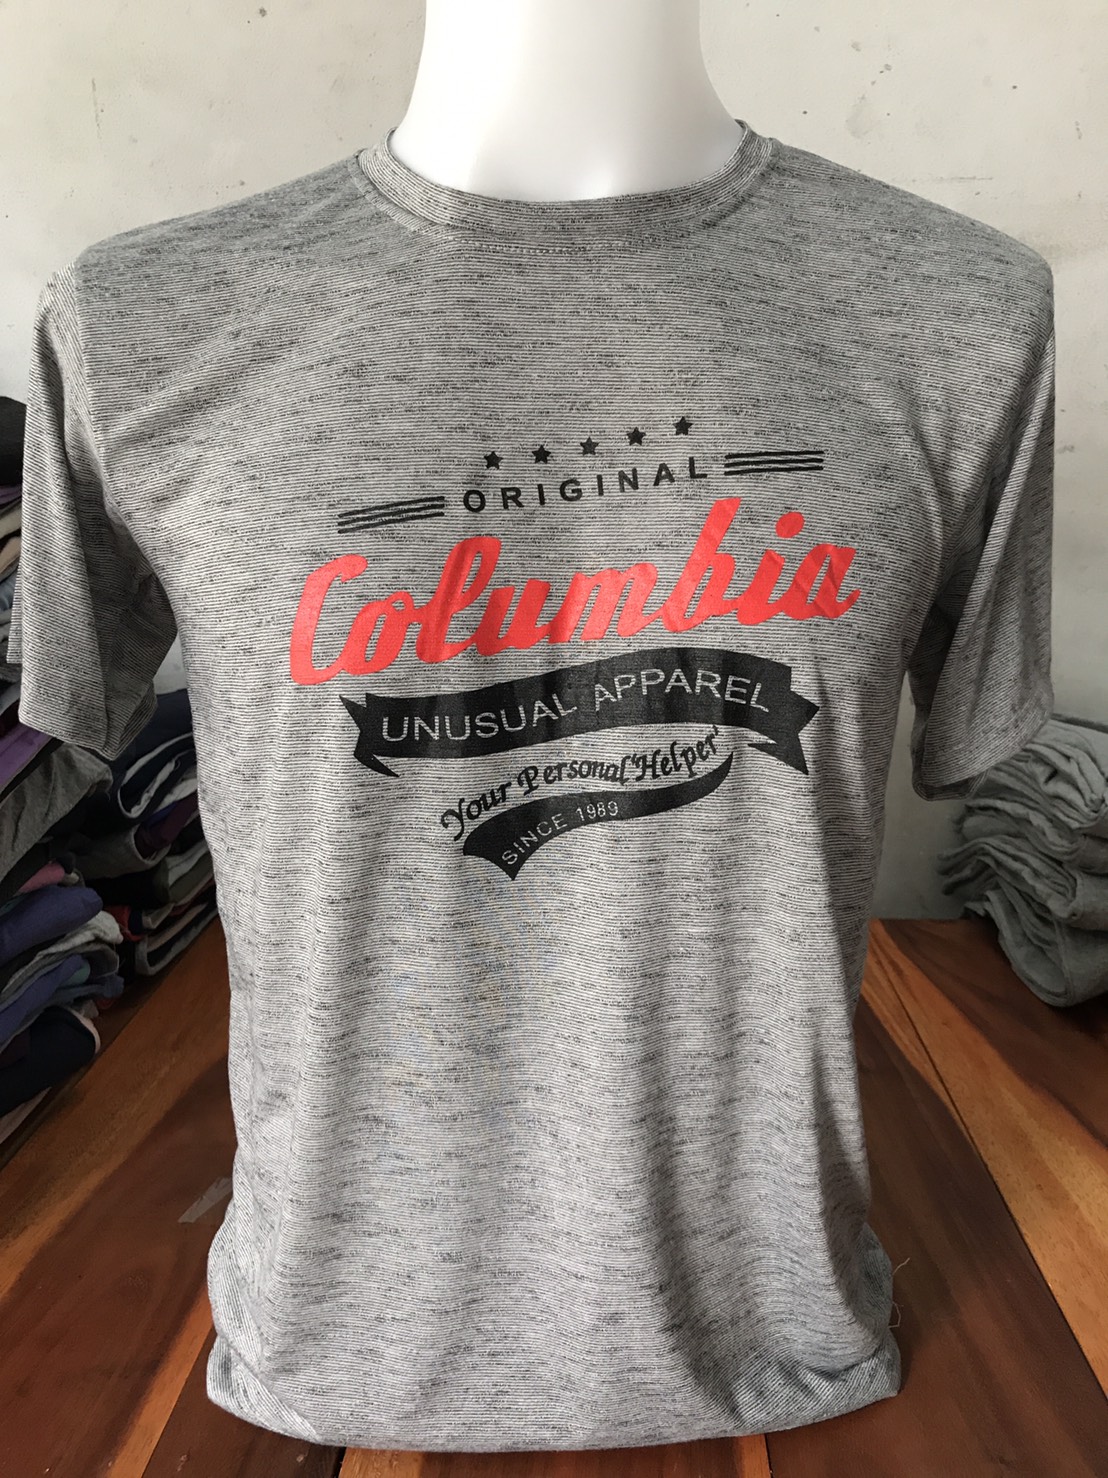 ORIGINAL
Columbia
UNUSUAL APPAREL
Your Personal 'Helper'
SINCE 1989